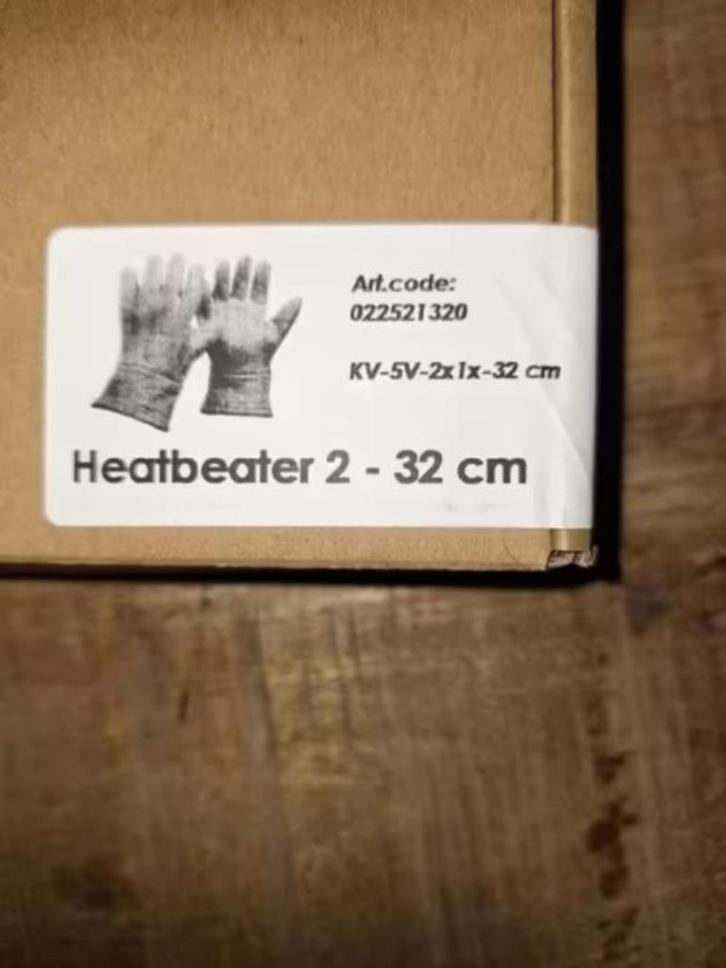 Art.code:
022521320
KV-5V-2x1x-32 cm
Heatbeater 2 - 32 cm